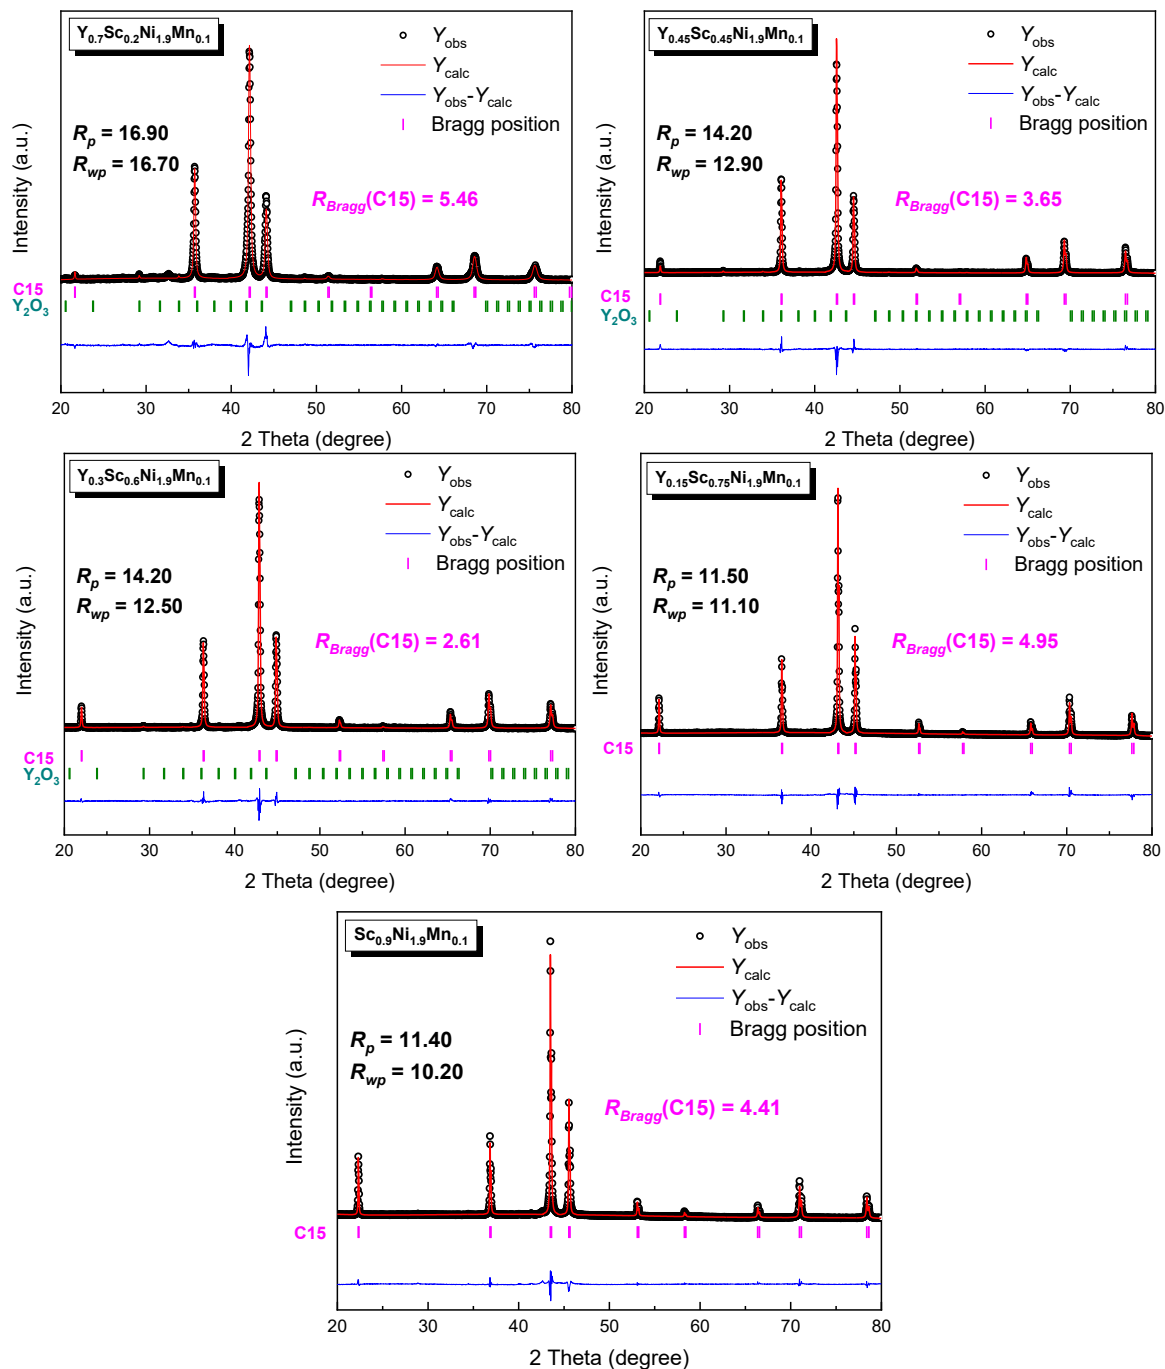 Y0.7Sc0.2Ni1.9Mn0.1
Yobs
Ycalc
Yobs-Ycalc
Bragg position
Rp = 16.90
Rwp = 16.70
RBragg(C15) = 5.46
Intensity (a.u.)
C15
Y2O3
20 30 40 50 60 70 80
2 Theta (degree)
Y0.45Sc0.45Ni1.9Mn0.1
Yobs
Ycalc
Yobs-Ycalc
Bragg position
Rp = 14.20
Rwp = 12.90
RBragg(C15) = 3.65
Intensity (a.u.)
C15
Y2O3
20 30 40 50 60 70 80
2 Theta (degree)
Y0.3Sc0.6Ni1.9Mn0.1
Yobs
Ycalc
Yobs-Ycalc
Bragg position
Rp = 14.20
Rwp = 12.50
RBragg(C15) = 2.61
Intensity (a.u.)
C15
Y2O3
20 30 40 50 60 70 80
2 Theta (degree)
Y0.15Sc0.75Ni1.9Mn0.1
Yobs
Ycalc
Yobs-Ycalc
Bragg position
Rp = 11.50
Rwp = 11.10
RBragg(C15) = 4.95
Intensity (a.u.)
C15
20 30 40 50 60 70 80
2 Theta (degree)
Sc0.9Ni1.9Mn0.1
Yobs
Ycalc
Yobs-Ycalc
Bragg position
Rp = 11.40
Rwp = 10.20
RBragg(C15) = 4.41
Intensity (a.u.)
C15
20 30 40 50 60 70 80
2 Theta (degree)